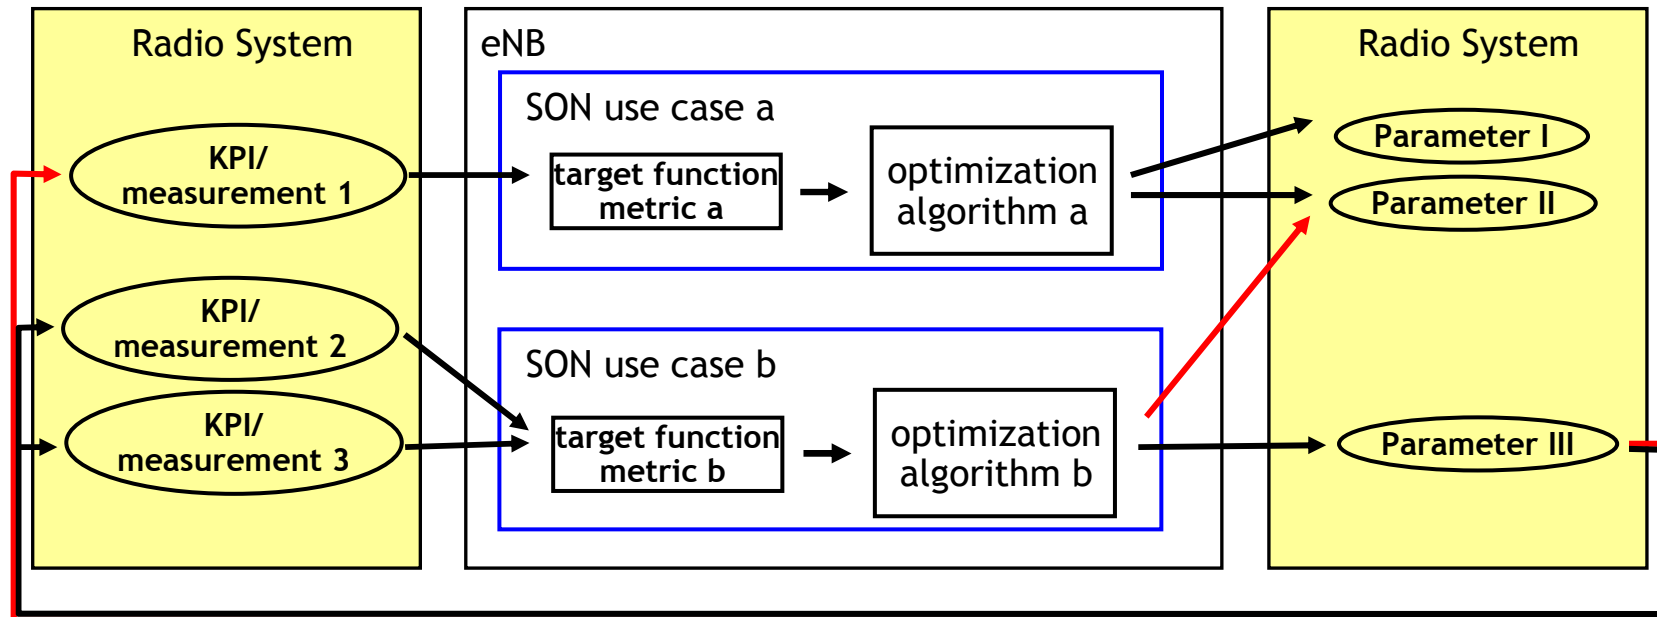 Radio System
KPI/
measurement 1
KPI/
measurement 2
KPI/
measurement 3
eNB
SON use case a
target function
metric a
optimization
algorithm a
SON use case b
target function
metric b
optimization
algorithm b
Radio System
Parameter I
Parameter II
Parameter III